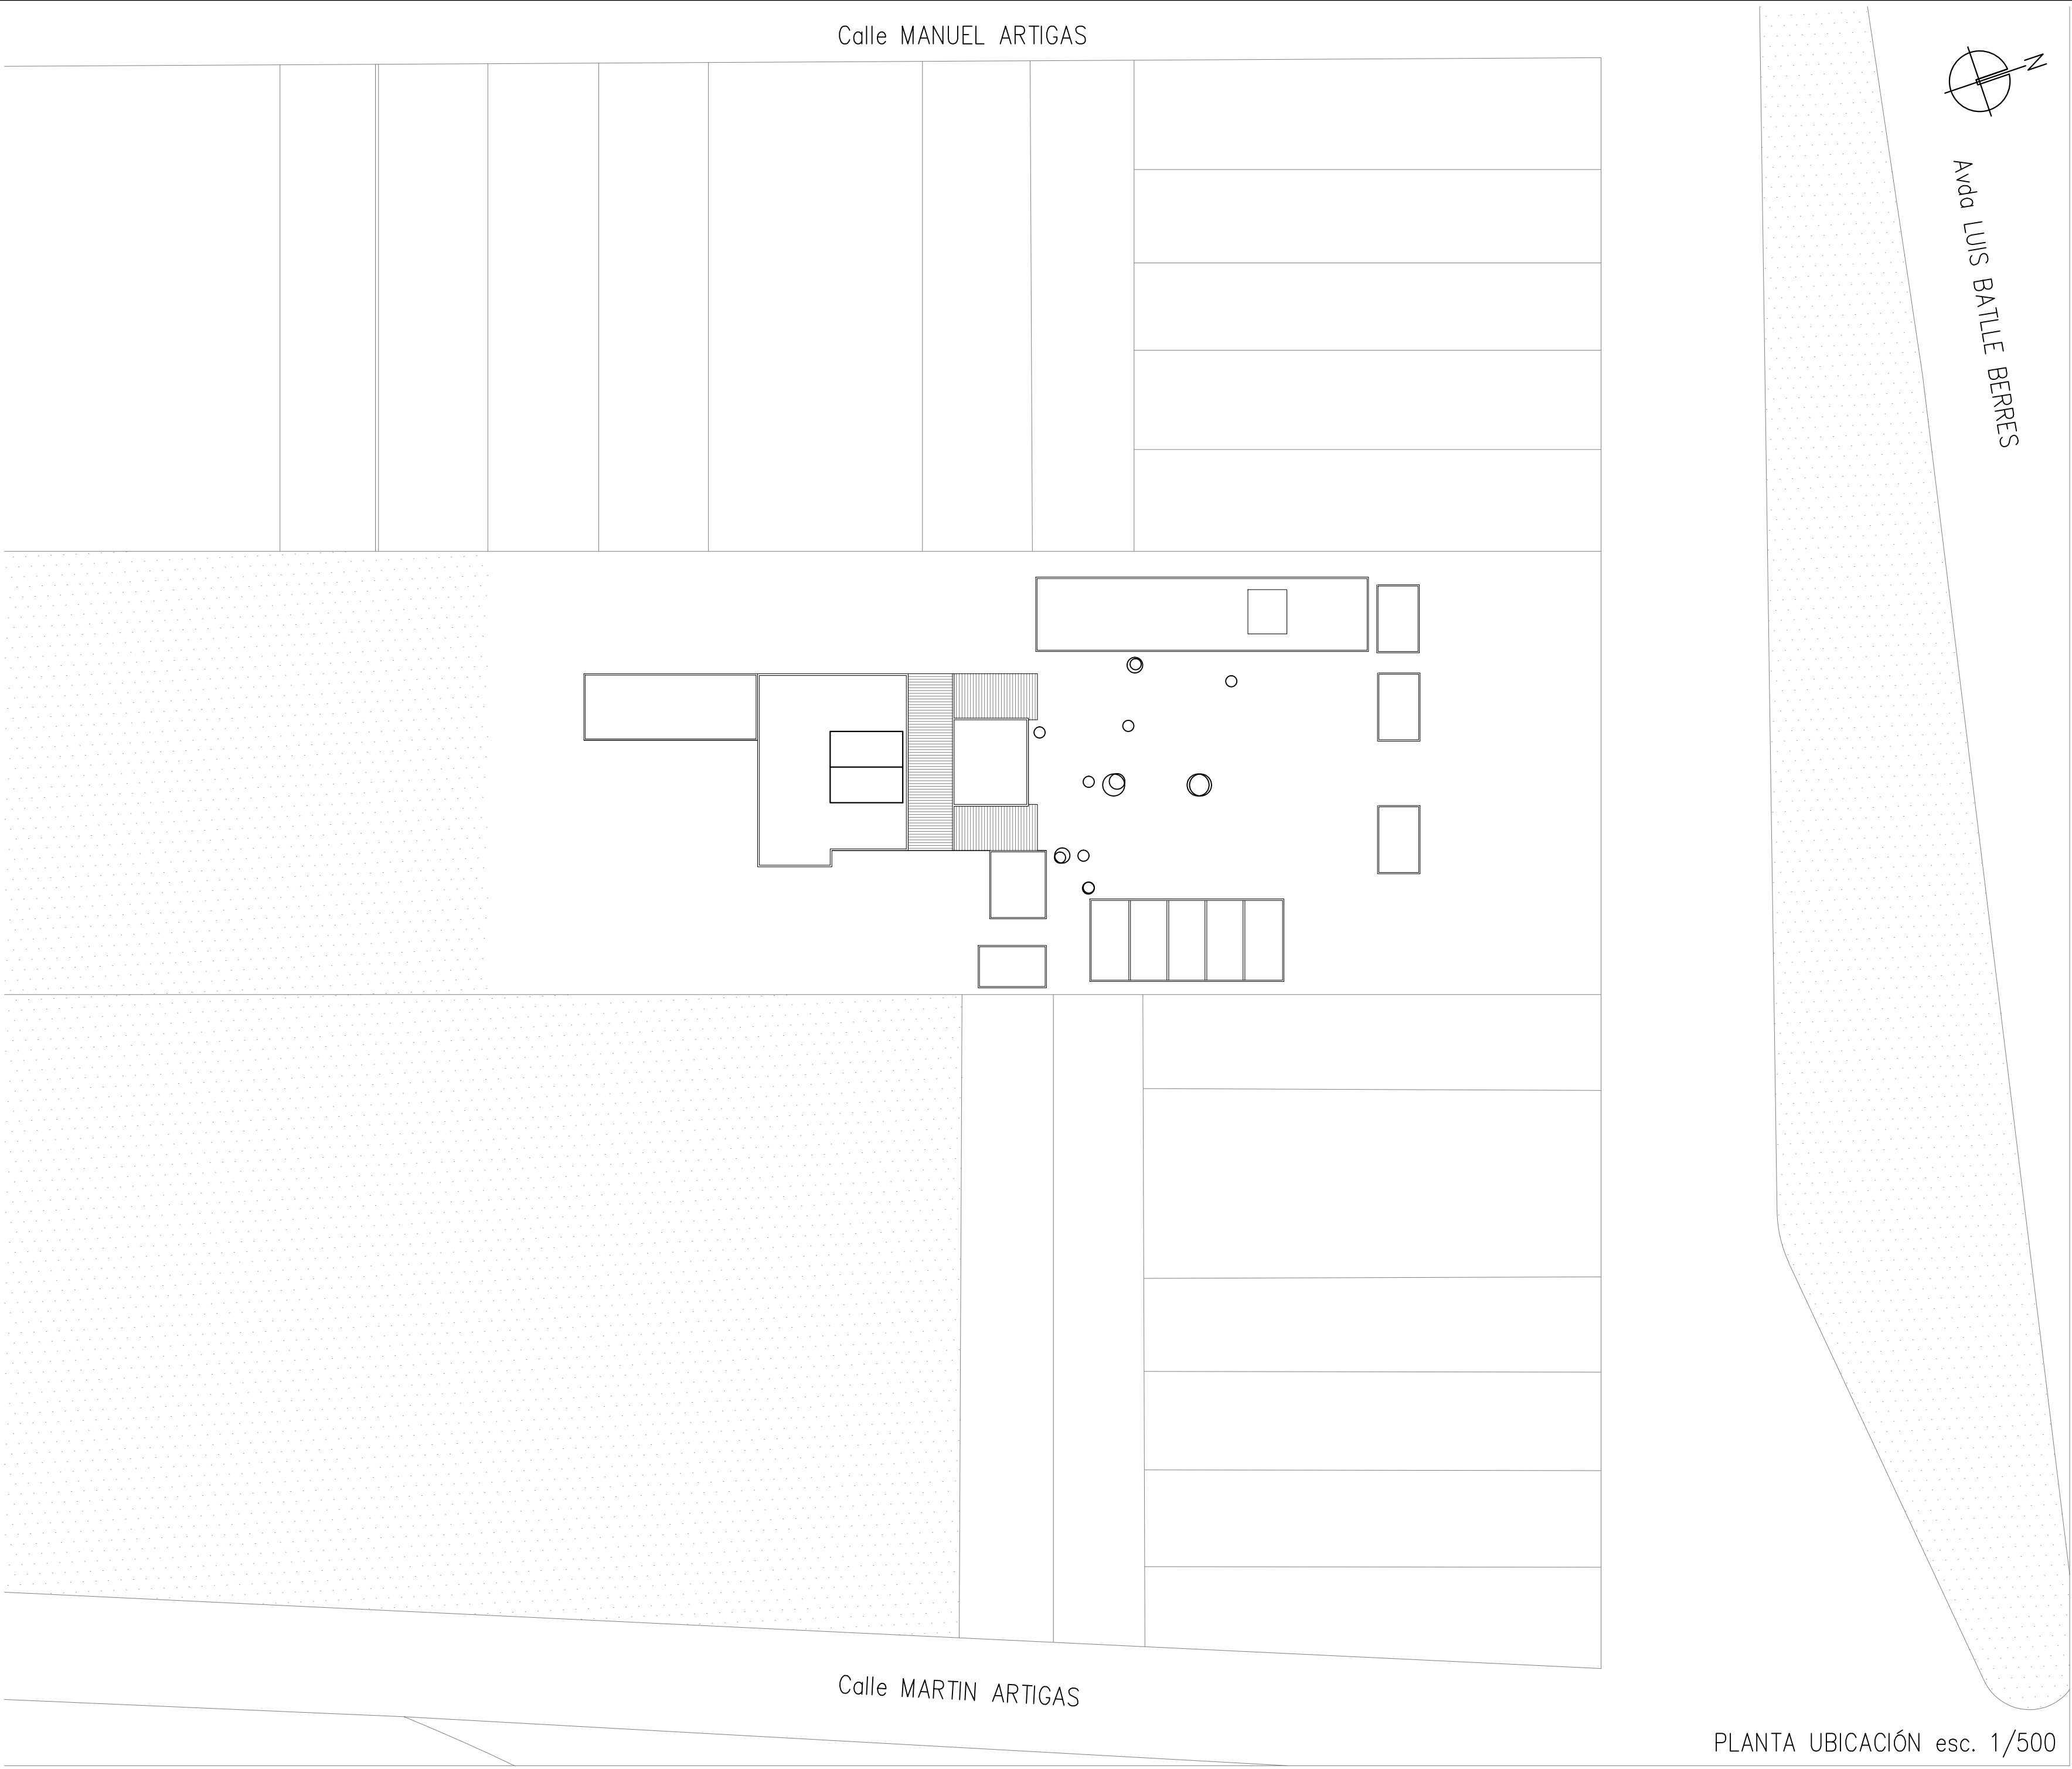 Calle MANUEL ARTIGAS
N
Avda LUIS BATLLE BERRES
Calle MARTIN ARTIGAS
PLANTA UBICACIÓN esc. 1/500